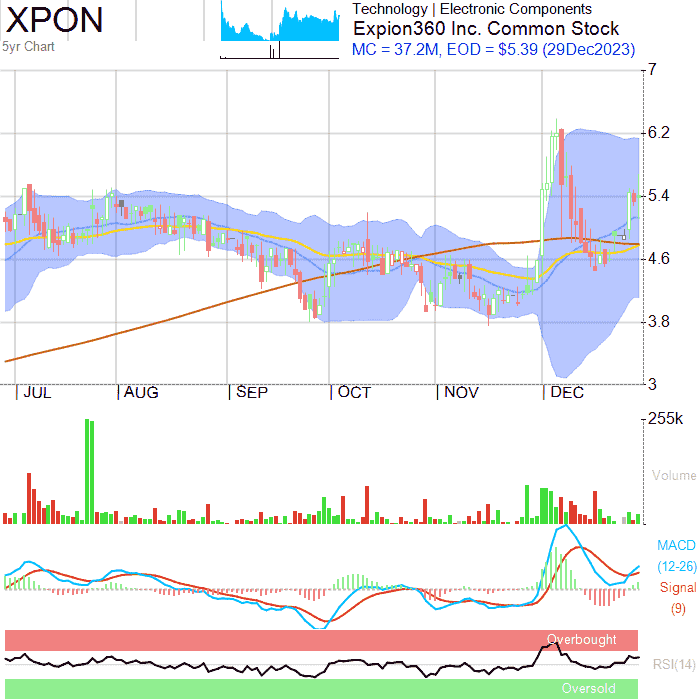 XPON
5yr Chart
Technology | Electronic Components
Expion360 Inc. Common Stock
MC = 37.2M, EOD = $5.39 (29Dec2023)
7
6.2
5.4
4.6
3.8
3
JUL AUG SEP OCT NOV DEC
255k
Volume
MACD
(12-26)
Signal
(9)
Overbought
RSI(14)
Oversold